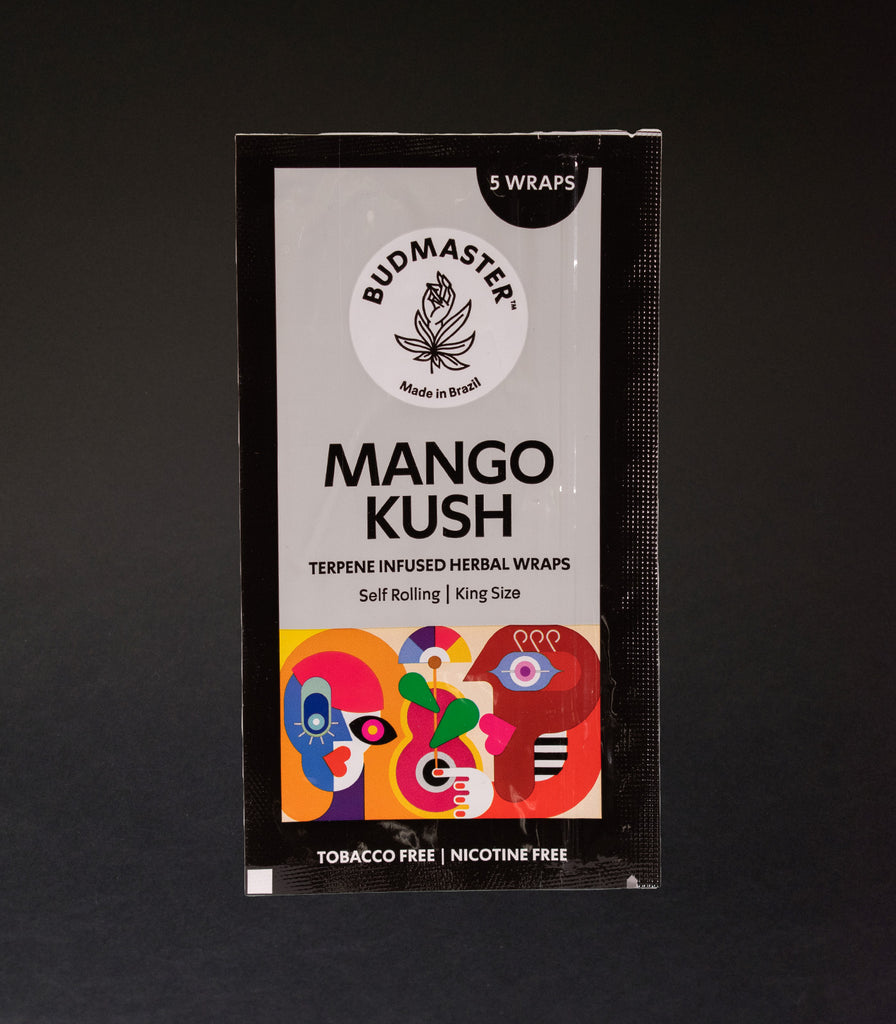 5 WRAPS
BUDMASTER™
Made in Brazil
MANGO
KUSH
TERPENE INFUSED HERBAL WRAPS
Self Rolling | King Size
TOBACCO FREE | NICOTINE FREE